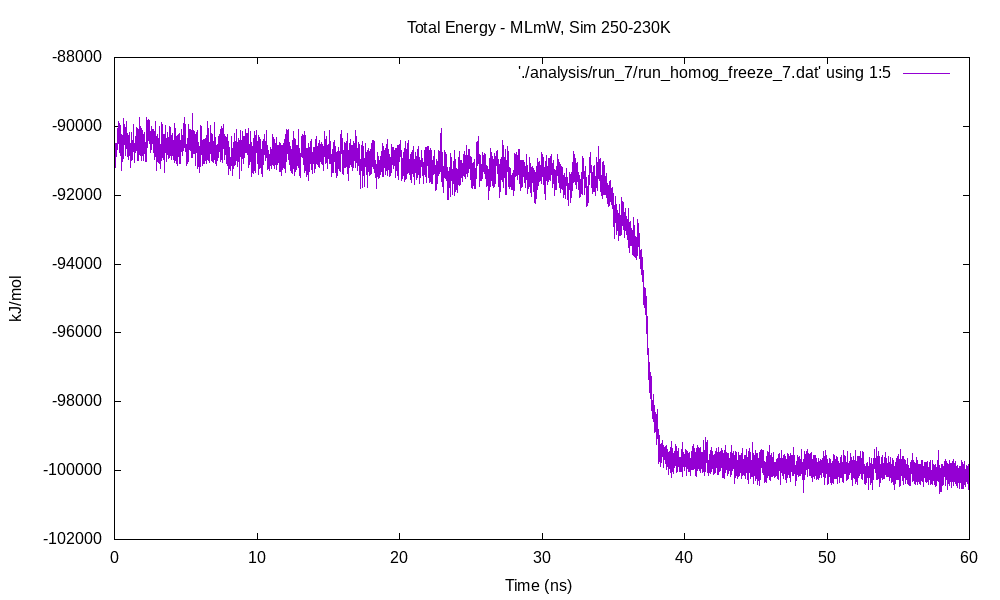 Total Energy - MLmW, Sim 250-230K
'./analysis/run_7/run_homog_freeze_7.dat' using 1:5
-88000
-90000
-92000
-94000
-96000
-98000
-100000
-102000
kJ/mol
0 10 20 30 40 50 60
Time (ns)